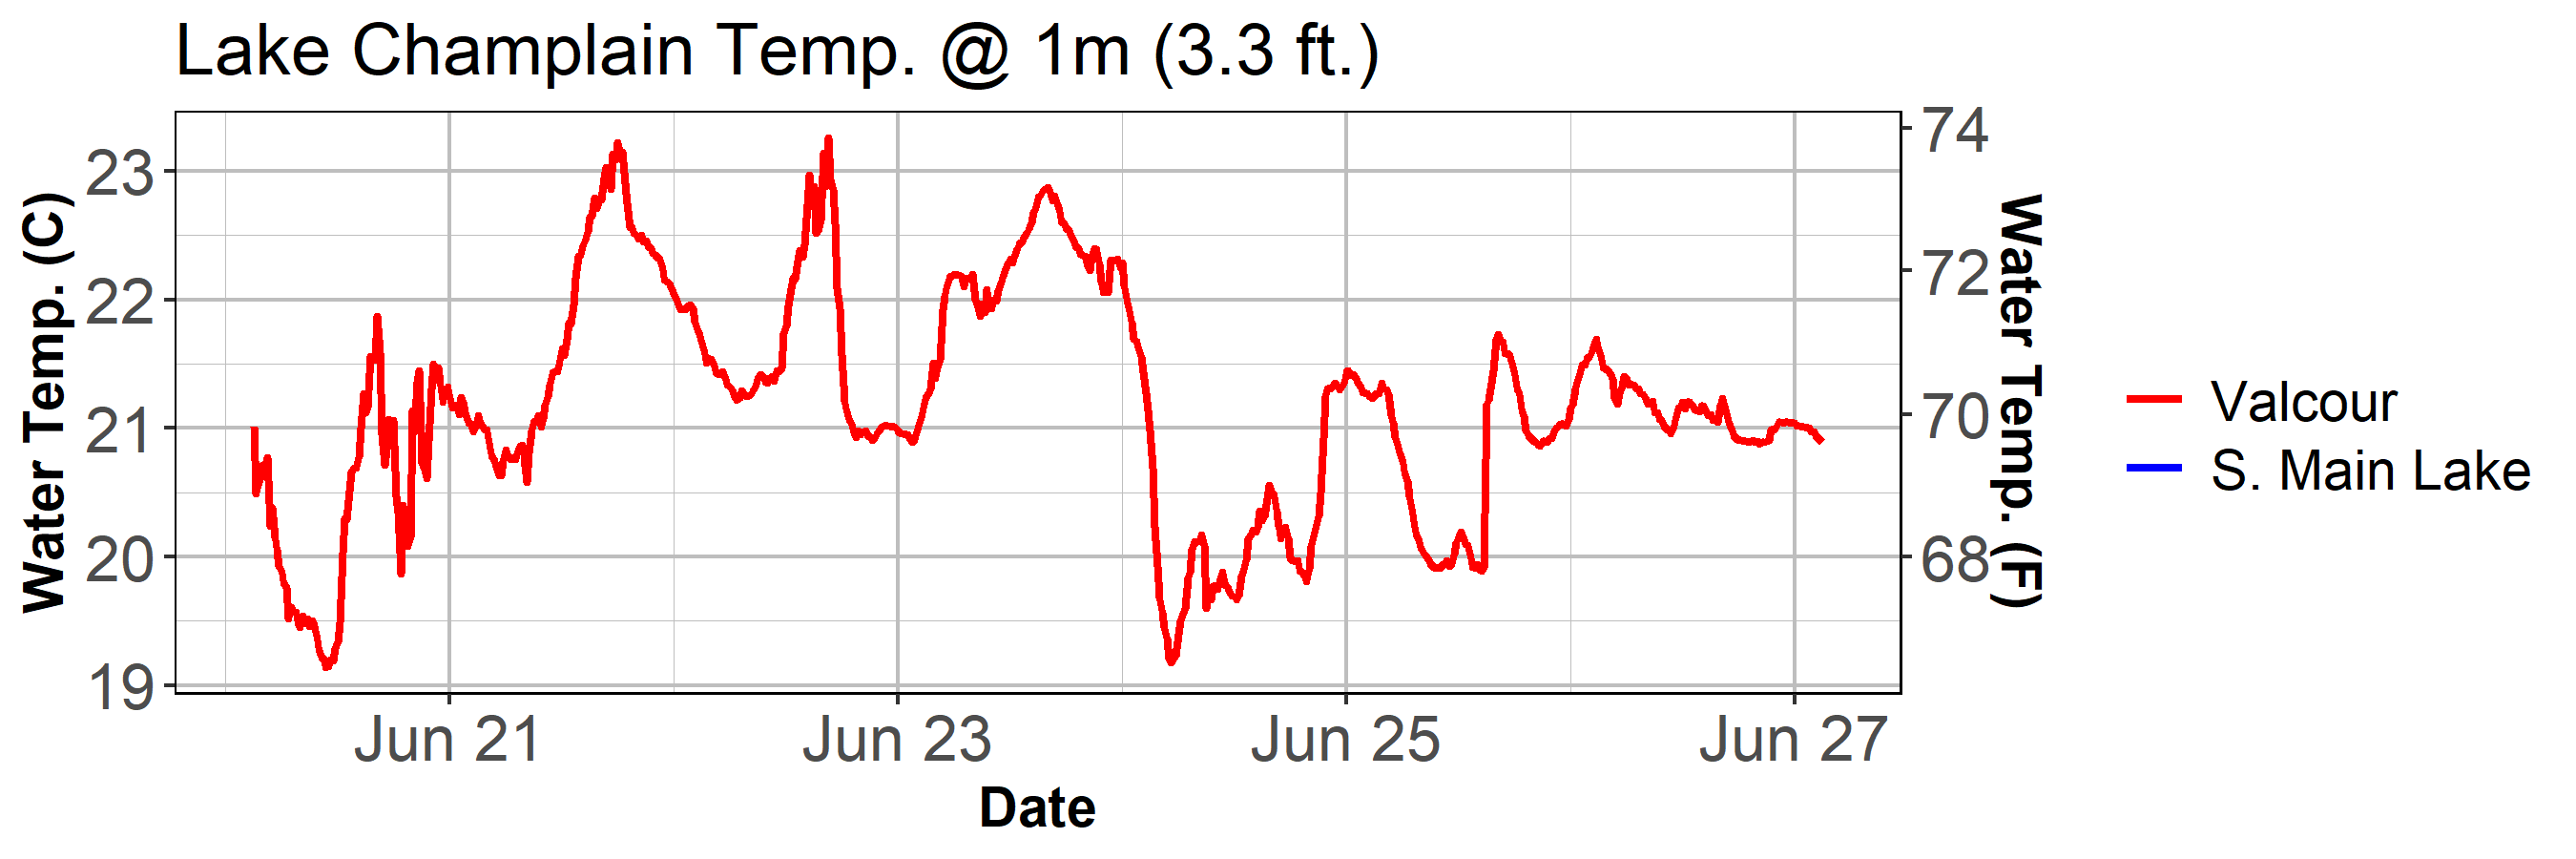 Lake Champlain Temp. @ 1m (3.3 ft.)
Water Temp. (C)
23
22
21
20
19
74
72
70
68
Water Temp. (F)
Jun 21
Jun 23
Jun 25
Jun 27
Date
Valcour
S. Main Lake